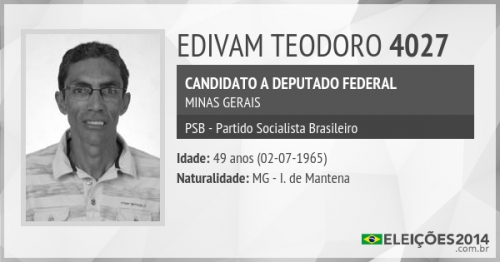 EDIVAM TEODORO 4027
CANDIDATO A DEPUTADO FEDERAL
MINAS GERAIS
PSB - Partido Socialista Brasileiro
Idade: 49 anos (02-07-1965)
Naturalidade: MG - I. de Mantena
ELEIÇÕES2014
.com.br